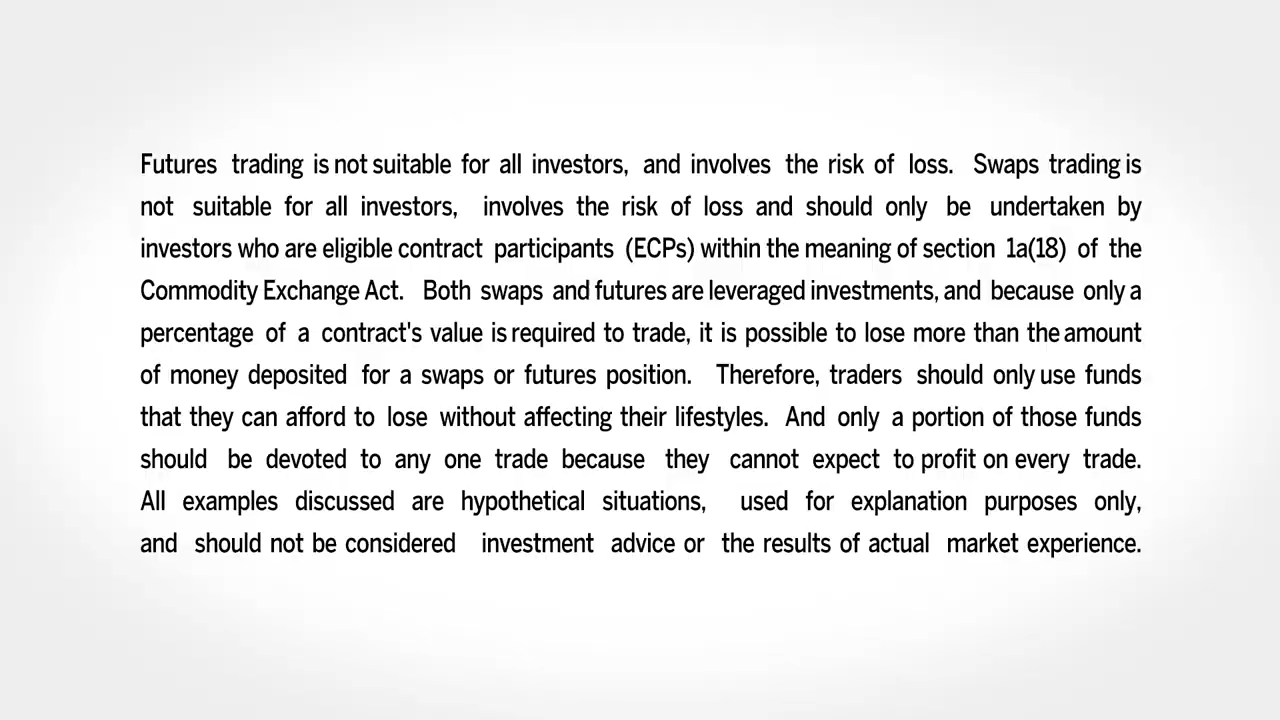 Futures trading is not suitable for all investors, and involves the risk of loss. Swaps trading is
not suitable for all investors, involves the risk of loss and should only be undertaken by
investors who are eligible contract participants (ECPs) within the meaning of section 1a(18) of the
Commodity Exchange Act. Both swaps and futures are leveraged investments, and because only a
percentage of a contract's value is required to trade, it is possible to lose more than the amount
of money deposited for a swaps or futures position. Therefore, traders should only use funds
that they can afford to lose without affecting their lifestyles. And only a portion of those funds
should be devoted to any one trade because they cannot expect to profit on every trade.
All examples discussed are hypothetical situations, used for explanation purposes only,
and should not be considered investment advice or the results of actual market experience.